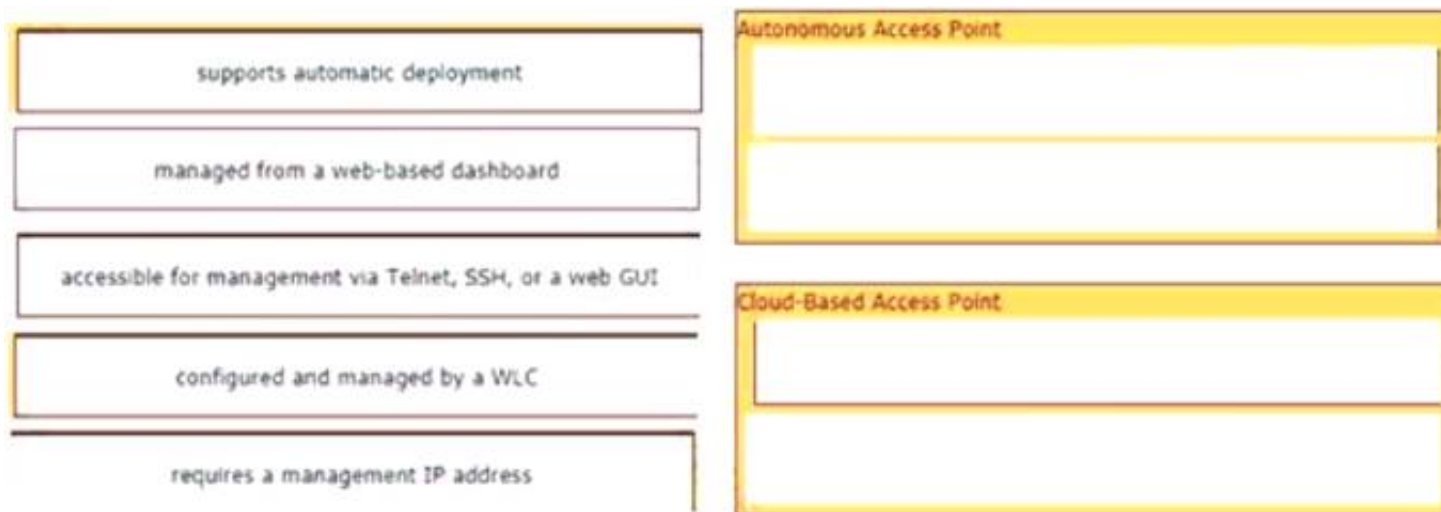 supports automatic deployment
managed from a web-based dashboard
accessible for management via Telnet, SSH, or a web GUI
configured and managed by a WLC
requires a management IP address
Autonomous Access Point
Cloud-Based Access Point